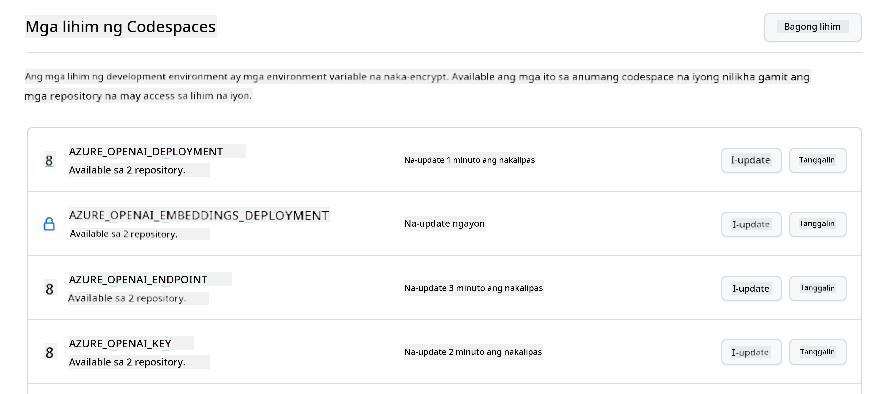 Mga lihim ng Codespaces
Bagong lihim
Ang mga lihim ng development environment ay mga environment variable na naka-encrypt. Available ang mga ito sa anumang codespace na iyong nilikha gamit ang
mga repository na may access sa lihim na iyon.
8 AZURE_OPENAI_DEPLOYMENT
Available sa 2 repository.
Na-update 1 minuto ang nakalipas
I-update
Tanggalin
AZURE_OPENAI_EMBEDDINGS_DEPLOYMENT
Available sa 2 repository.
Na-update ngayon
I-update
Tanggalin
8 AZURE_OPENAI_ENDPOINT
Available sa 2 repository.
Na-update 3 minuto ang nakalipas
I-update
Tanggalin
8 AZURE_OPENAI_KEY
Available sa 2 repository.
Na-update 2 minuto ang nakalipas
I-update
Tanggalin